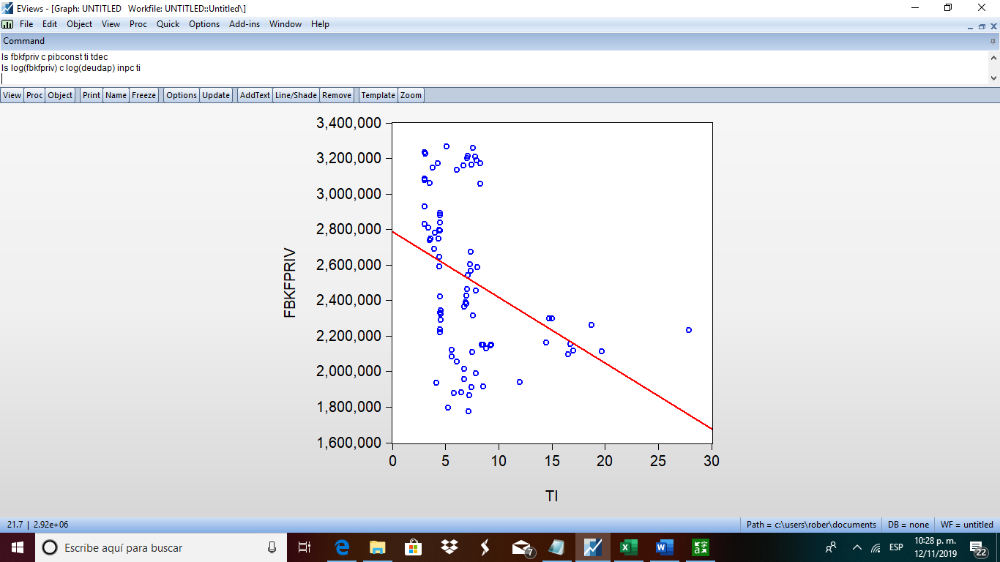 EViews - [Graph: UNTITLED   Workfile: UNTITLED::Untitled\]
File Edit Object View Proc Quick Options Add-ins Window Help
Command
ls fbkfpriv c pibconst ti tdec
ls log(fbkfpriv) c log(deudap) inpc ti
View Proc Object Print Name Freeze Options Update AddText Line/Shade Remove Template Zoom
3,400,000
3,200,000
3,000,000
2,800,000
2,600,000
2,400,000
2,200,000
2,000,000
1,800,000
1,600,000
FBKFPRIV
0 5 10 15 20 25 30
TI
21.7 | 2.92e+06
Path = c:\users\rober\documents
DB = none
WF = untitled
Escribe aquí para buscar
7
ESP
10:28 p. m.
12/11/2019
22